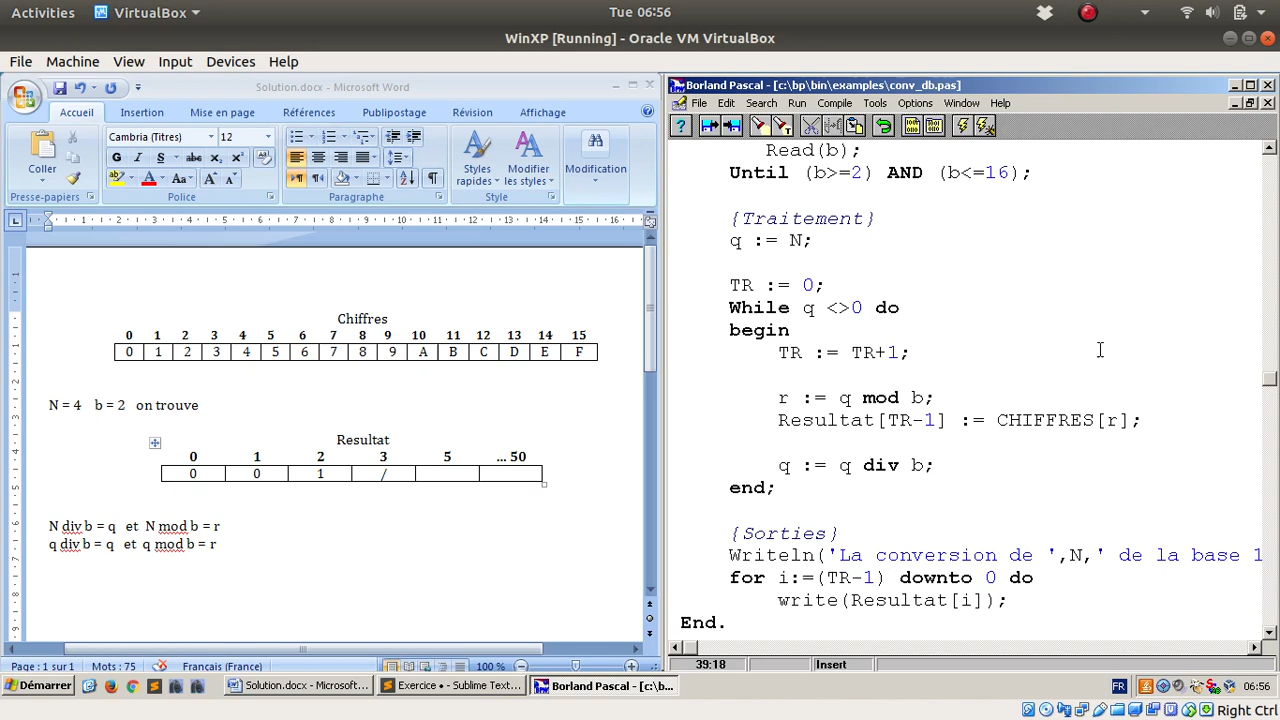 Activities VirtualBox Tue 06:56
WinXP [Running] - Oracle VM VirtualBox
File Machine View Input Devices Help
Solution.docx - Microsoft Word
Accueil Insertion Mise en page Références Publipostage Révision Affichage
Coller
Cambria (Titres) 12
G I S abc x₂ x² Aa
Styles rapides
Modifier les styles
Modification
Presse-papiers Police Paragraphe Style
Chiffres
0 1 2 3 4 5 6 7 8 9 10 11 12 13 14 15
0 1 2 3 4 5 6 7 8 9 A B C D E F
N = 4 b = 2 on trouve
Resultat
0 1 2 3 5 ... 50
0 0 1 /
N div b = q et N mod b = r
q div b = q et q mod b = r
Page : 1 sur 1 Mots : 75 Français (France) 100 %
Borland Pascal - [c:\bp\bin\examples\conv_db.pas]
File Edit Search Run Compile Tools Options Window Help
Read(b);
Until (b>=2) AND (b<=16);
{Traitement}
q := N;
TR := 0;
While q <>0 do
begin
TR := TR+1;
r := q mod b;
Resultat[TR-1] := CHIFFRES[r];
q := q div b;
end;
{Sorties}
Writeln('La conversion de ',N,' de la base 1
for i:=(TR-1) downto 0 do
write(Resultat[i]);
End.
39:18 Insert
Démarrer Solution.docx - Microsoft... Exercice • - Sublime Text... Borland Pascal - [c:\b... FR 06:56
Right Ctrl